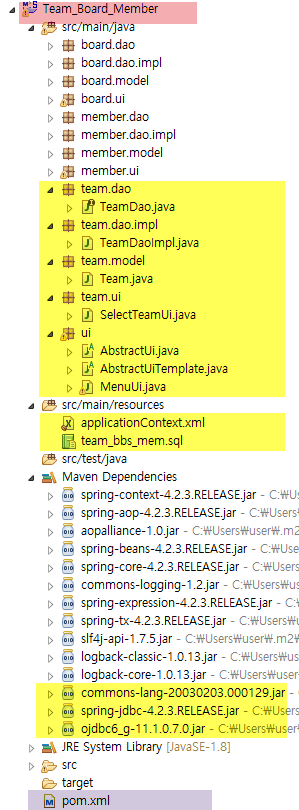 Team_Board_Member
src/main/java
board.dao
board.dao.impl
board.model
board.ui
member.dao
member.dao.impl
member.model
member.ui
team.dao
TeamDao.java
team.dao.impl
TeamDaoImpl.java
team.model
Team.java
team.ui
SelectTeamUi.java
ui
AbstractUi.java
AbstractUiTemplate.java
MenuUi.java
src/main/resources
applicationContext.xml
team_bbs_mem.sql
src/test/java
Maven Dependencies
spring-context-4.2.3.RELEASE.jar - C:₩Us
spring-aop-4.2.3.RELEASE.jar - C:₩Users
aopalliance-1.0.jar - C:₩Users₩user₩.m2
spring-beans-4.2.3.RELEASE.jar - C:₩User
spring-core-4.2.3.RELEASE.jar - C:₩Users
commons-logging-1.2.jar - C:₩Users₩use
spring-expression-4.2.3.RELEASE.jar - C:₩
spring-tx-4.2.3.RELEASE.jar - C:₩Users₩u
slf4j-api-1.7.5.jar - C:₩Users₩user₩.m2₩
logback-classic-1.0.13.jar - C:₩Users₩us
logback-core-1.0.13.jar - C:₩Users₩user
commons-lang-20030203.000129.jar - C:
spring-jdbc-4.2.3.RELEASE.jar - C:₩Users
ojdbc6_g-11.1.0.7.0.jar - C:₩Users₩user₩
JRE System Library [JavaSE-1.8]
src
target
pom.xml